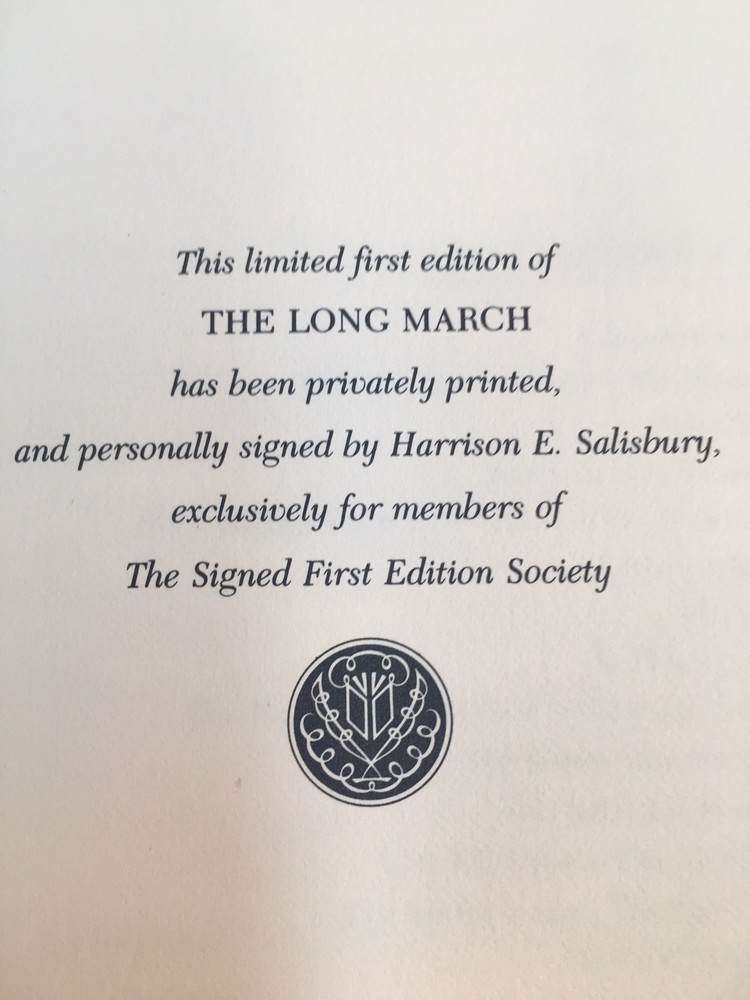 This limited first edition of
THE LONG MARCH
has been privately printed,
and personally signed by Harrison E. Salisbury,
exclusively for members of
The Signed First Edition Society